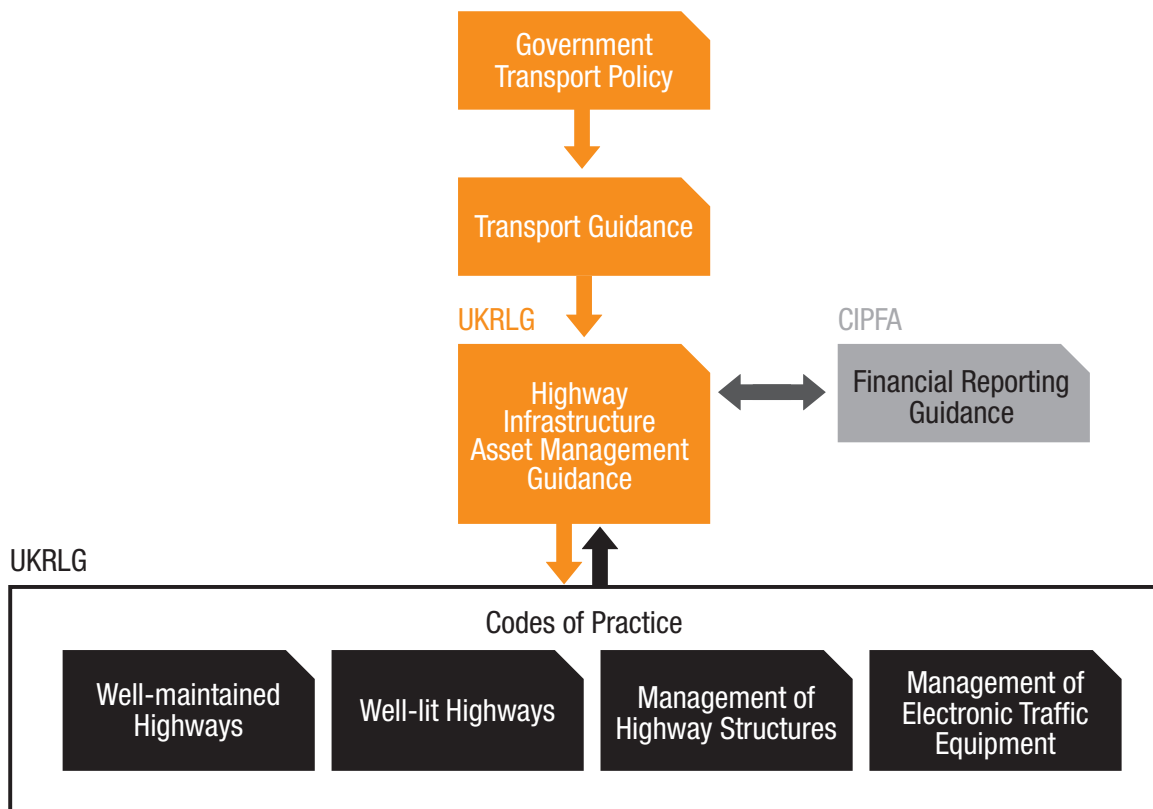 Government
Transport Policy
Transport Guidance
UKRLG
CIPFA
Highway
Infrastructure
Asset Management
Guidance
Financial Reporting
Guidance
UKRLG
Codes of Practice
Well-maintained
Highways
Well-lit Highways
Management of
Highway Structures
Management of
Electronic Traffic
Equipment